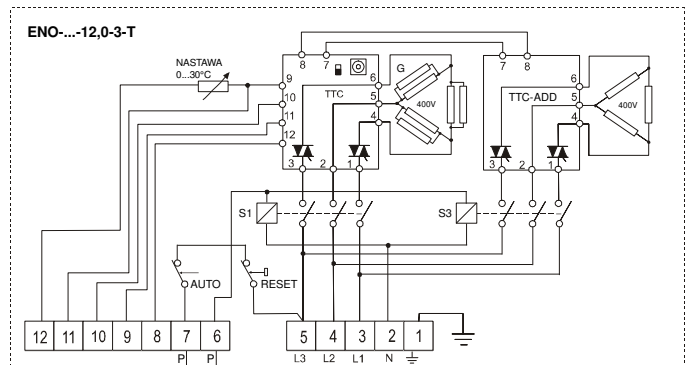 ENO-...-12,0-3-T
NASTAWA
0...30°C
8 7
7 8
9
10
11
12
TTC
6
5
4
3 2 1
G
400V
TTC-ADD
6
5
4
3 2 1
400V
S1
S3
AUTO
RESET
12 11 10 9 8 7 6
5 4 3 2 1
P P
L3 L2 L1 N